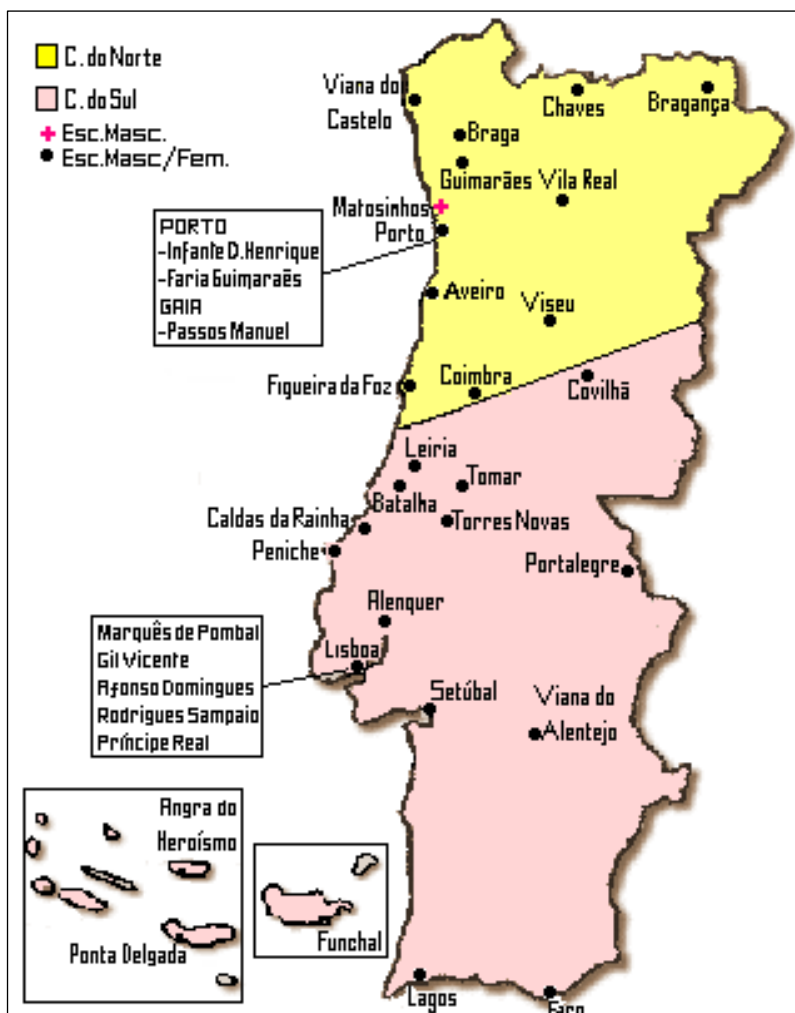 C. do Norte
C. do Sul
Esc.Masc.
Esc.Masc/Fem.
Viana do
Castelo
Chaves
Bragança
Braga
Guimarães
Vila Real
Matosinhos
Porto
PORTO
-Infante D.Henrique
-Faria Guimaraẽs
GAIA
-Passos Manuel
Aveiro
Viseu
Figueira da Foz
Coimbra
Covilhã
Leiria
Tomar
Batalha
Caldas da Rainha
Torres Novas
Peniche
Portalegre
Alenquer
Marquês de Pombal
Gil Vicente
Afonso Domingues
Rodrigues Sampaio
Príncipe Real
Lisboa
Setúbal
Viana do
Alentejo
Angra do
Heroísmo
Ponta Delgada
Funchal
Lagos
Faro